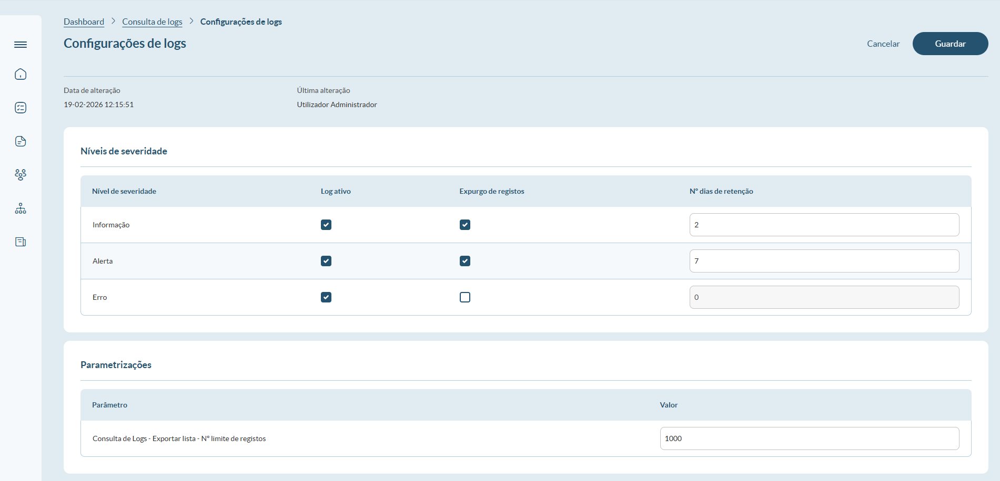 Dashboard > Consulta de logs > Configurações de logs
Configurações de logs
Cancelar
Guardar
Data de alteração
Última alteração
19-02-2026 12:15:51
Utilizador Administrador
Níveis de severidade
Nível de severidade
Log ativo
Expurgo de registos
Nº dias de retenção
Informação
2
Alerta
7
Erro
0
Parametrizações
Parâmetro
Valor
Consulta de Logs - Exportar lista - Nº limite de registos
1000